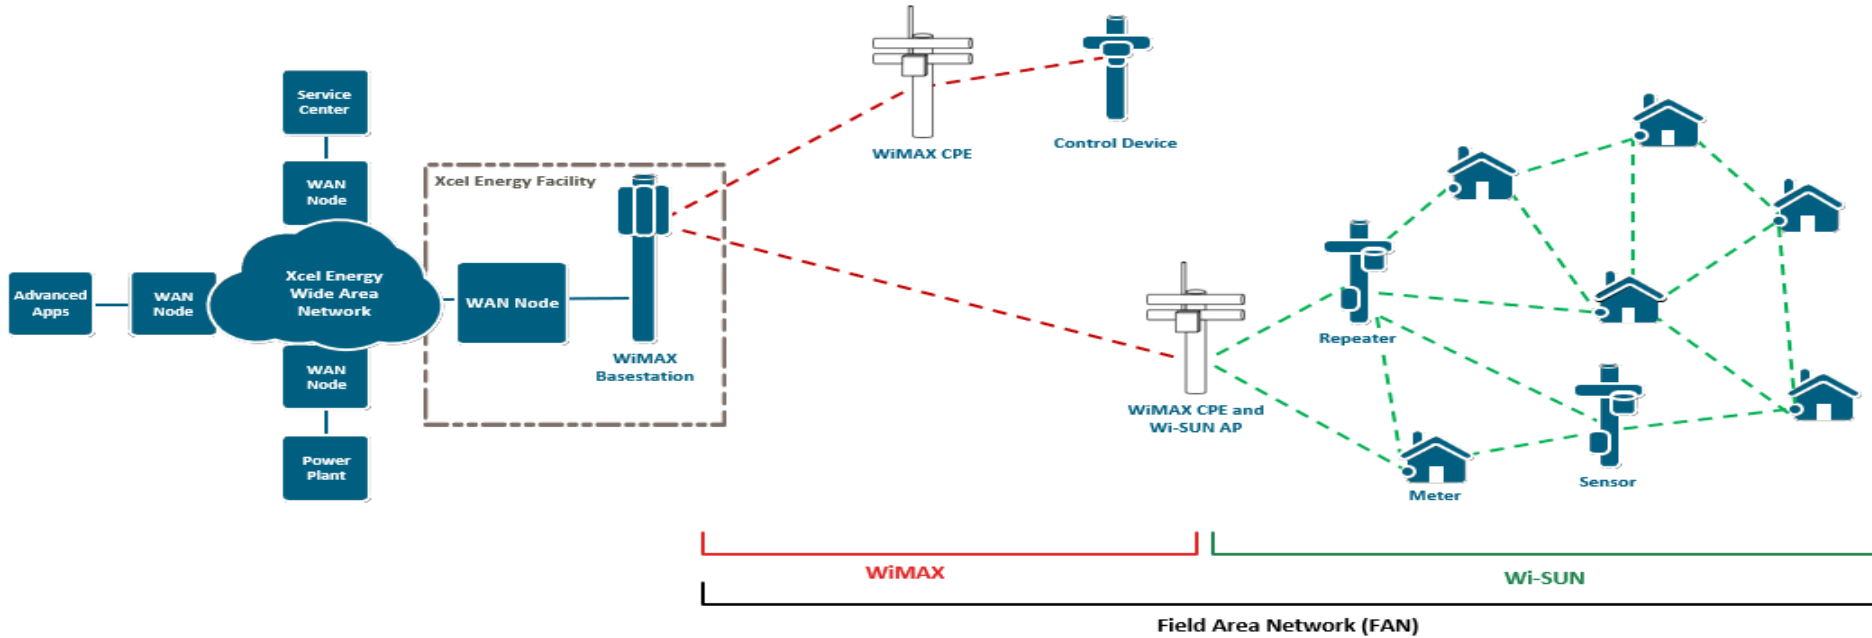 Service
Center
WAN
Node
Xcel Energy Facility
WiMAX CPE
Control Device
Advanced
Apps
WAN
Node
Xcel Energy
Wide Area
Network
WAN Node
WiMAX
Basestation
WAN
Node
Power
Plant
Repeater
WiMAX CPE and
Wi-SUN AP
Meter
Sensor
WiMAX
Wi-SUN
Field Area Network (FAN)